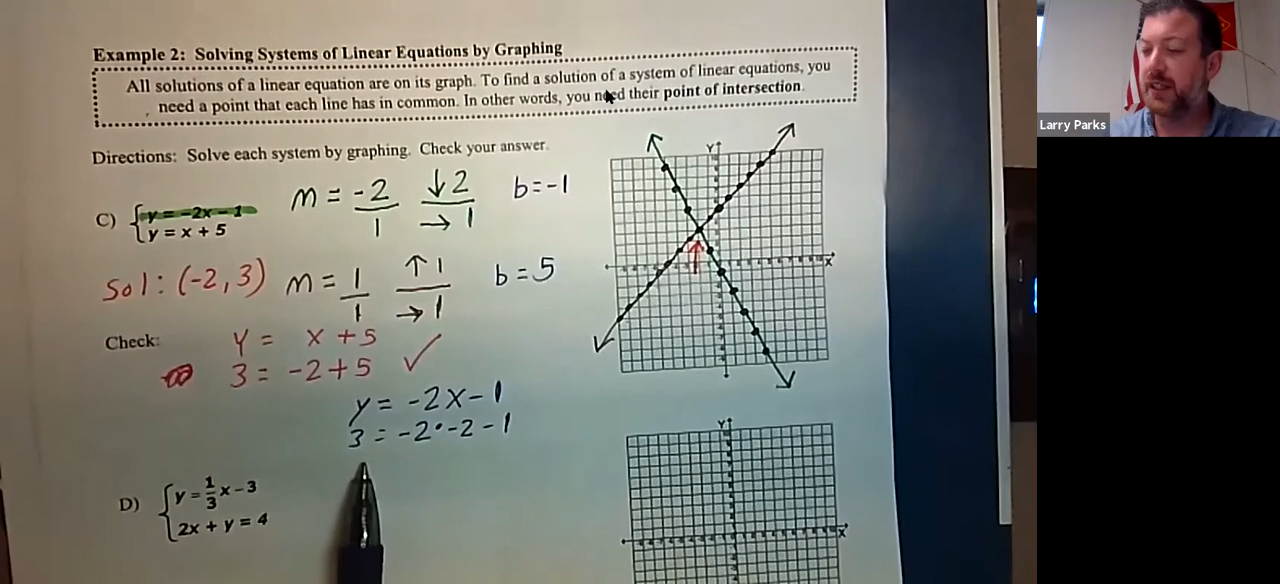 Example 2: Solving Systems of Linear Equations by Graphing
All solutions of a linear equation are on its graph. To find a solution of a system of linear equations, you
need a point that each line has in common. In other words, you need their point of intersection.
Larry Parks
Directions: Solve each system by graphing. Check your answer.
C) y = -2x - 1
y = x + 5
m = -2/1 ↓2/→1 b=-1
Sol: (-2, 3) m = 1/1 ↑1/→1 b=5
Check: y = x + 5
3 = -2 + 5 ✓
y = -2x - 1
3 = -2 · -2 - 1
D) y = 1/3 x - 3
2x + y = 4
Y
X
Y
X